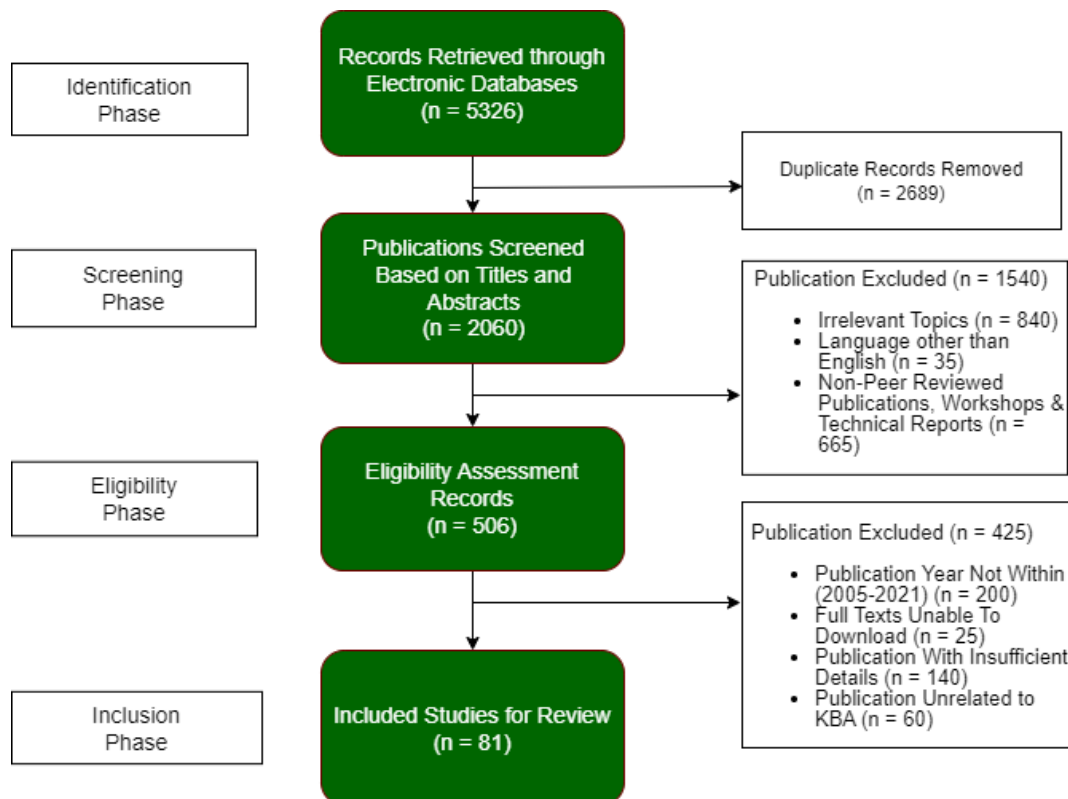 Identification
Phase
Records Retrieved through
Electronic Databases
(n = 5326)
Duplicate Records Removed
(n = 2689)
Screening
Phase
Publications Screened
Based on Titles and
Abstracts
(n = 2060)
Publication Excluded (n = 1540)
• Irrelevant Topics (n = 840)
• Language other than
English (n = 35)
• Non-Peer Reviewed
Publications, Workshops &
Technical Reports (n =
665)
Eligibility
Phase
Eligibility Assessment
Records
(n = 506)
Publication Excluded (n = 425)
• Publication Year Not Within
(2005-2021) (n = 200)
• Full Texts Unable To
Download (n = 25)
• Publication With Insufficient
Details (n = 140)
• Publication Unrelated to
KBA (n = 60)
Inclusion
Phase
Included Studies for Review
(n = 81)